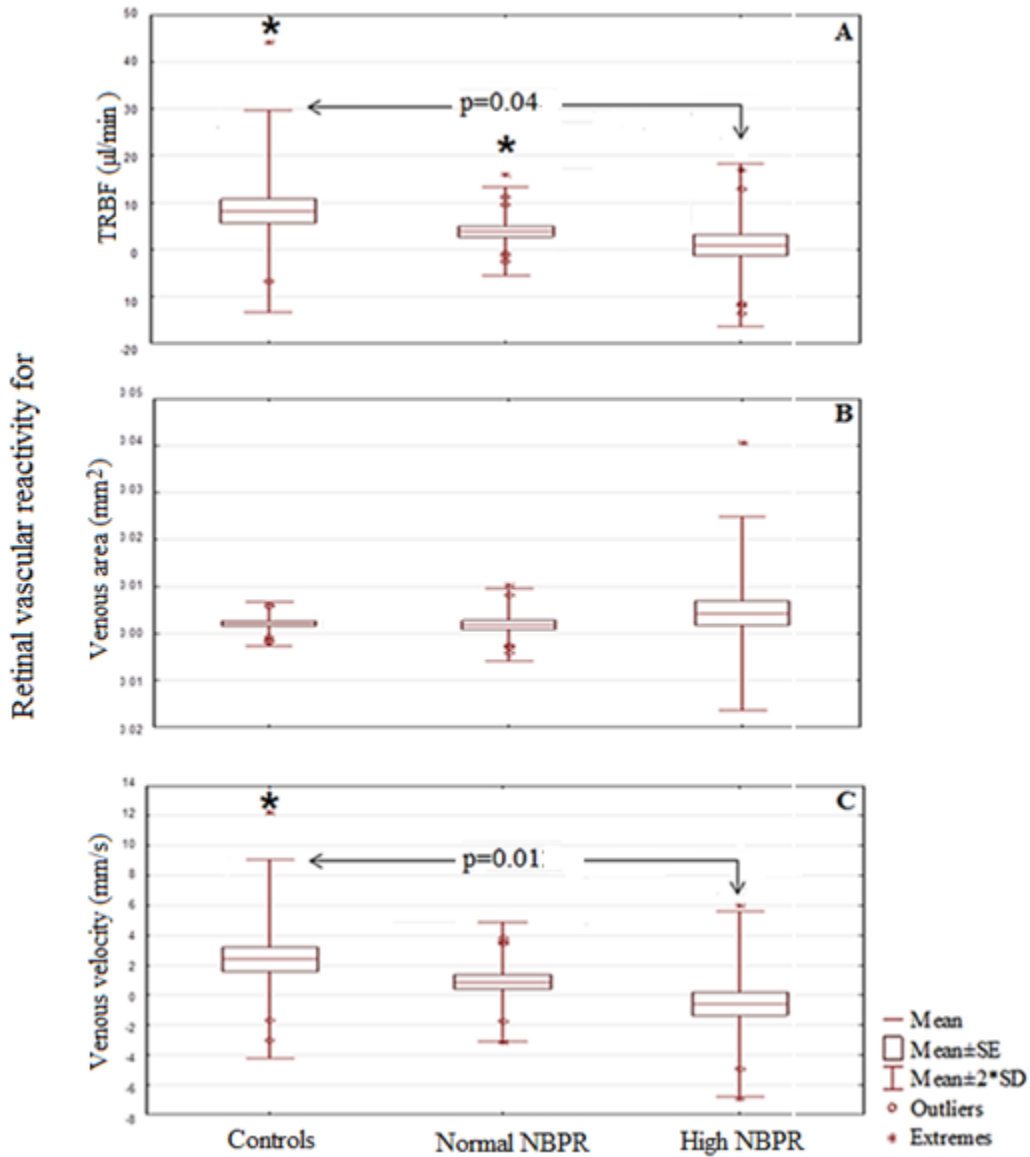 Retinal vascular reactivity for
TRBF (µl/min )
50
40
30
20
10
0
10
-20
*
*
p=0.04
A
Venous area (mm2)
0.05
0.04
0.03
0.02
0.01
0.00
0.01
0.02
B
Venous velocity (mm/s)
14
12
10
8
6
4
2
0
-2
-4
-6
-8
*
p=0.01
C
Controls
Normal NBPR
High NBPR
Mean
Mean±SE
Mean±2*SD
Outliers
Extremes